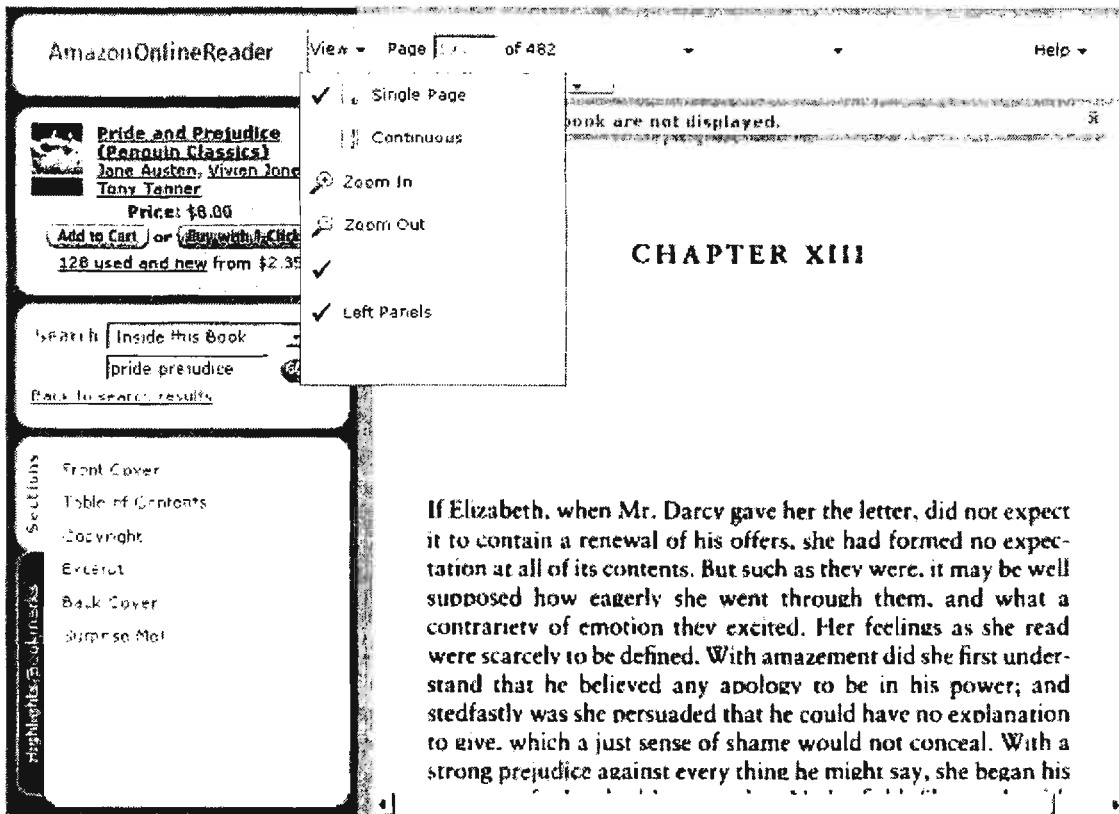 AmazonOnlineReader
View
Page
of 482
Help
Single Page
Continuous
Zoom In
Zoom Out
Left Panels
book are not displayed.
Pride and Prejudice
(Penguin Classics)
Jane Austen, Vivien Jone
Tony Tanner
Price: $8.00
Add to Cart or Buy with 1-Click
128 used and new from $2.35
Search Inside this Book
pride prejudice
Back to search results
Sections
Highlights/Bookmarks
Front Cover
Table of Contents
Copyright
Excerpt
Back Cover
Surprise Me!
CHAPTER XIII
If Elizabeth, when Mr. Darcy gave her the letter, did not expect
it to contain a renewal of his offers, she had formed no expec-
tation at all of its contents. But such as they were, it may be well
supposed how eagerly she went through them, and what a
contrariety of emotion they excited. Her feelings as she read
were scarcely to be defined. With amazement did she first under-
stand that he believed any apology to be in his power; and
stedfastly was she persuaded that he could have no explanation
to give, which a just sense of shame would not conceal. With a
strong prejudice against every thing he might say, she began his